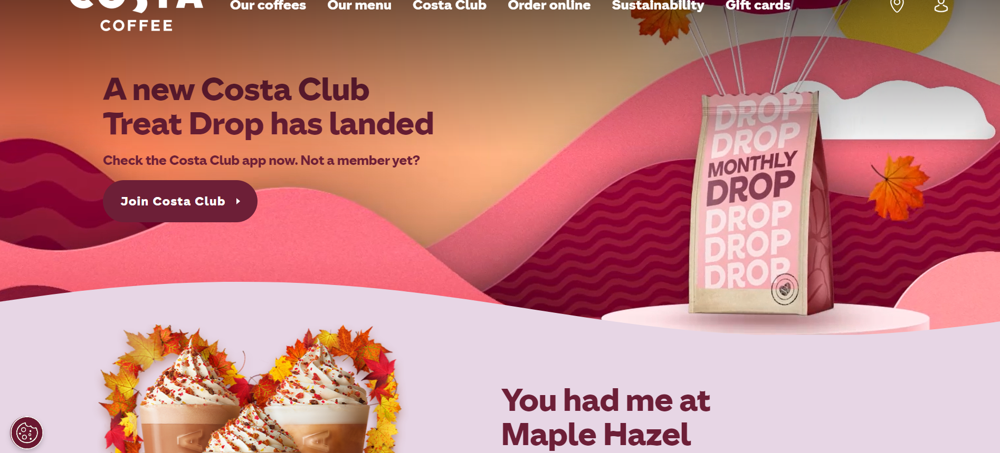 COSTA
COFFEE
Our coffees
Our menu
Costa Club
Order online
Sustainability
Gift cards
A new Costa Club
Treat Drop has landed
Check the Costa Club app now. Not a member yet?
Join Costa Club
DROP
DROP
MONTHLY
DROP
DROP
DROP
DROP
You had me at
Maple Hazel